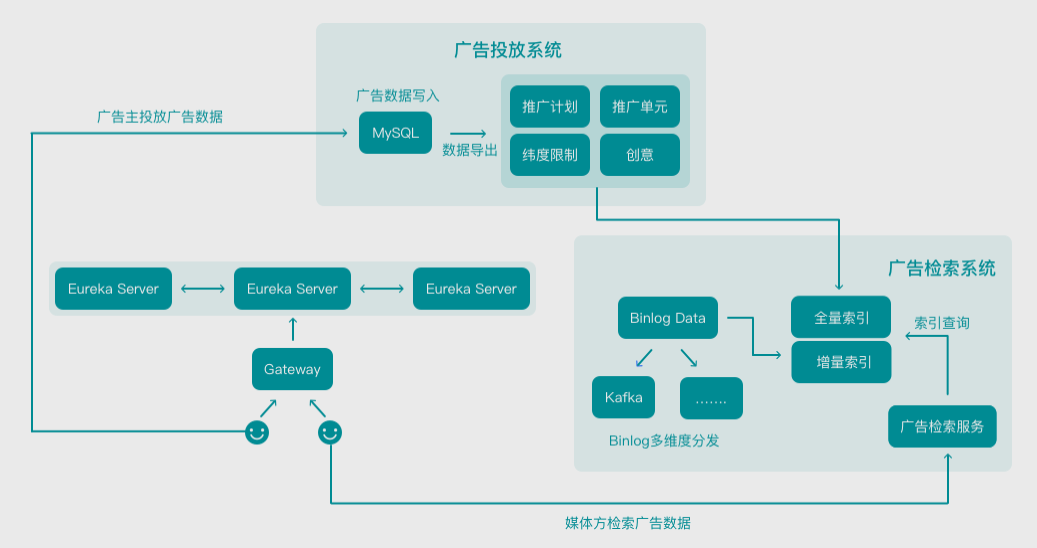 广告投放系统
广告数据写入
广告主投放广告数据
MySQL
数据导出
推广计划
推广单元
纬度限制
创意
Eureka Server
Eureka Server
Eureka Server
Gateway
广告检索系统
Binlog Data
全量索引
增量索引
索引查询
Kafka
.......
Binlog多维度分发
广告检索服务
媒体方检索广告数据